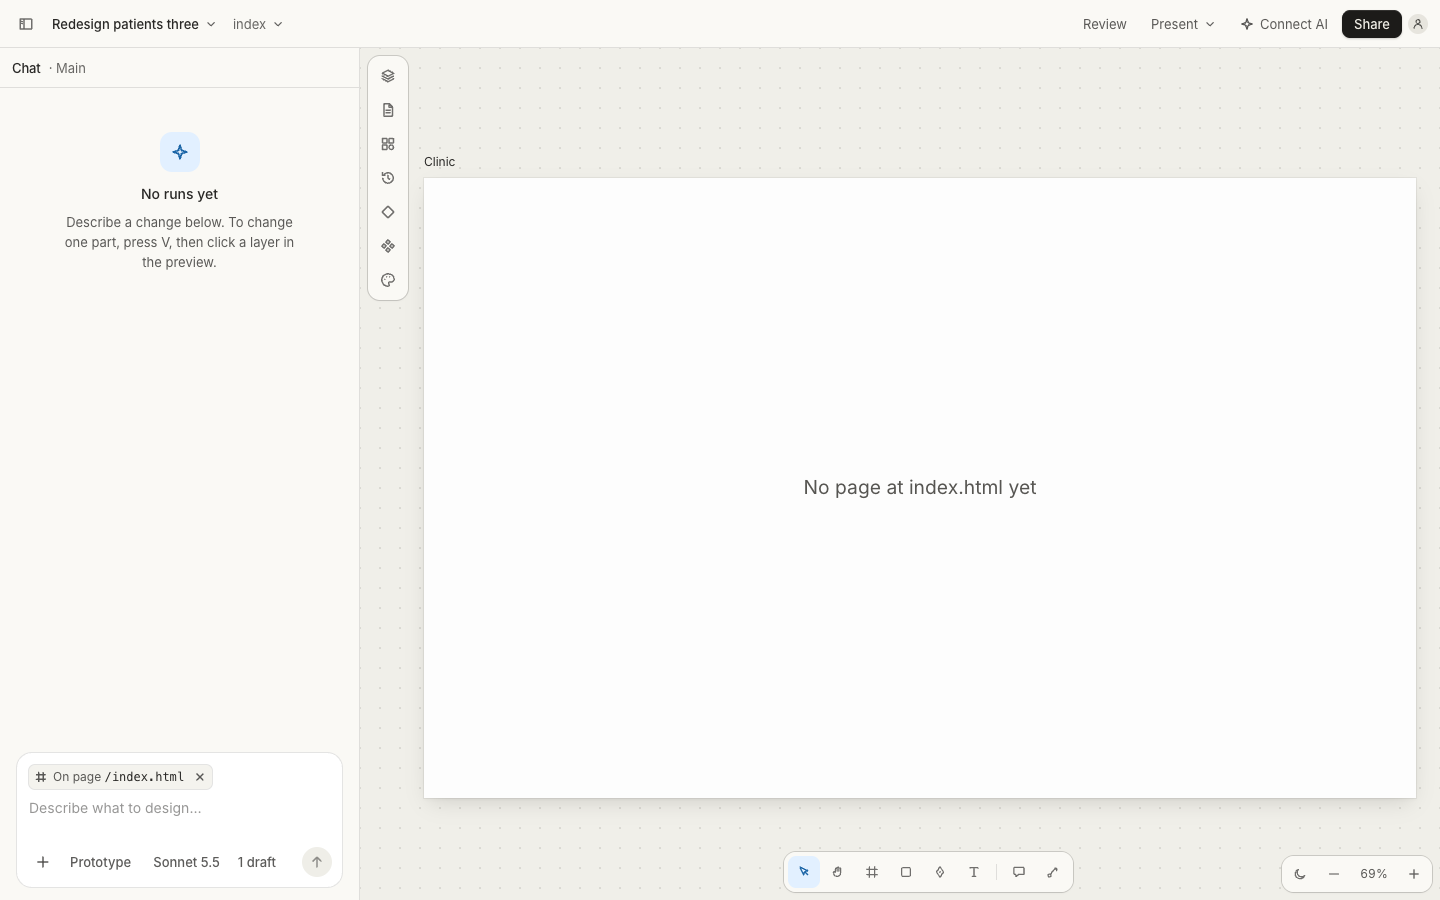 Redesign patients three
index
Review
Present
Connect AI
Share
Chat · Main
No runs yet
Describe a change below. To change
one part, press V, then click a layer in
the preview.
Clinic
No page at index.html yet
On page /index.html
Describe what to design...
Prototype
Sonnet 5.5
1 draft
69%